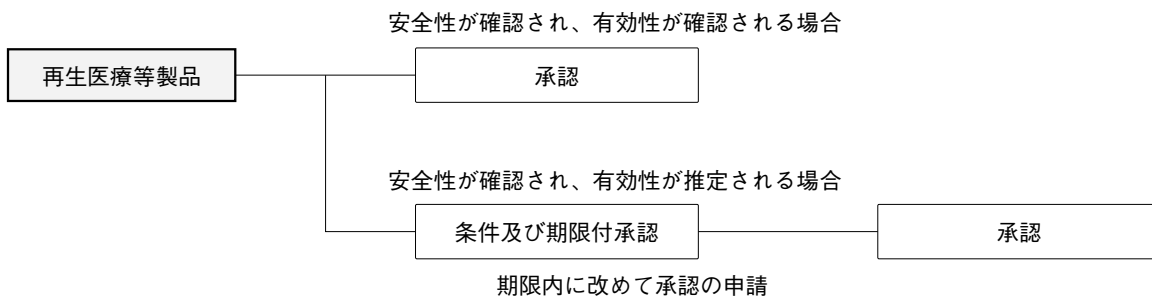 安全性が確認され、有効性が確認される場合
再生医療等製品
承認
安全性が確認され、有効性が推定される場合
条件及び期限付承認
承認
期限内に改めて承認の申請